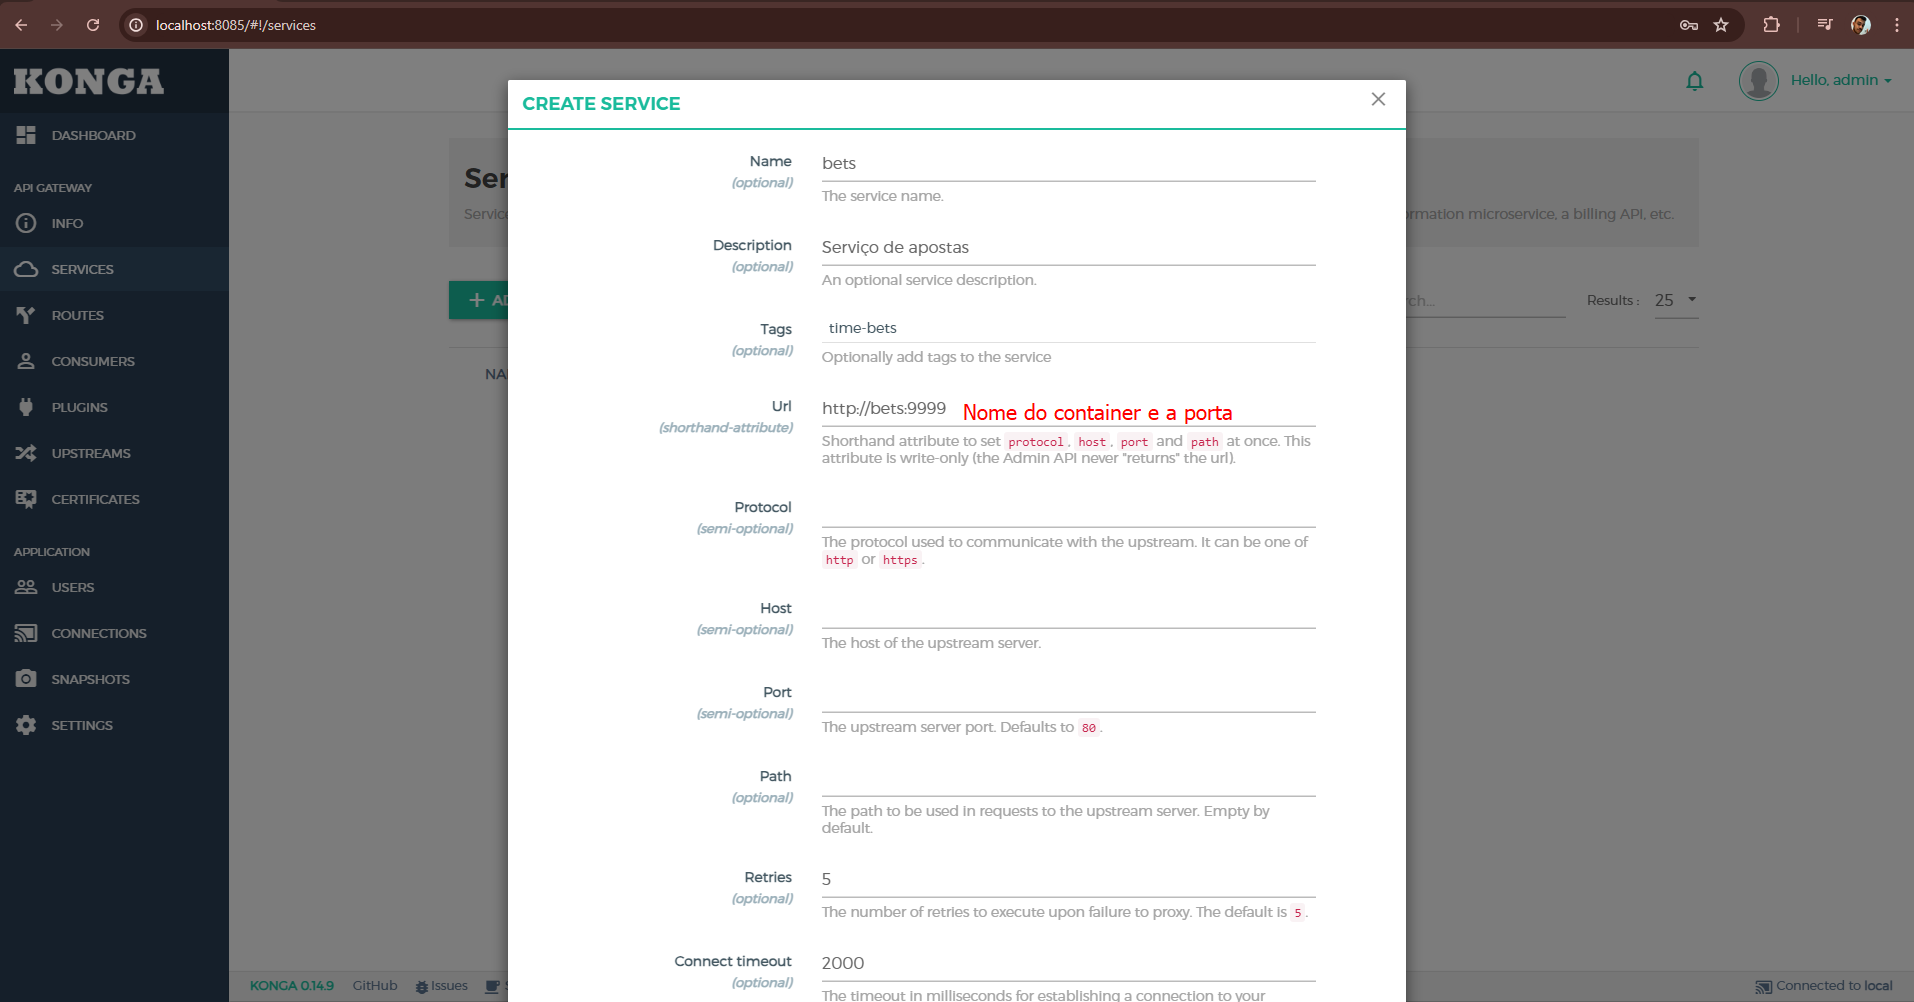 localhost:8085/#!/services
KONGA
Hello, admin
DASHBOARD
API GATEWAY
INFO
SERVICES
ROUTES
CONSUMERS
PLUGINS
UPSTREAMS
CERTIFICATES
APPLICATION
USERS
CONNECTIONS
SNAPSHOTS
SETTINGS
rmation microservice, a billing API, etc.
Results : 25
CREATE SERVICE
Name
(optional)
bets
The service name.
Description
(optional)
Serviço de apostas
An optional service description.
Tags
(optional)
time-bets
Optionally add tags to the service
Url
(shorthand-attribute)
http://bets:9999 Nome do container e a porta
Shorthand attribute to set protocol, host, port and path at once. This
attribute is write-only (the Admin API never "returns" the url).
Protocol
(semi-optional)
The protocol used to communicate with the upstream. It can be one of
http or https.
Host
(semi-optional)
The host of the upstream server.
Port
(semi-optional)
The upstream server port. Defaults to 80.
Path
(optional)
The path to be used in requests to the upstream server. Empty by
default.
Retries
(optional)
5
The number of retries to execute upon failure to proxy. The default is 5.
Connect timeout
(optional)
2000
The timeout in milliseconds for establishing a connection to your
KONGA 0.14.9 GitHub Issues
Connected to local